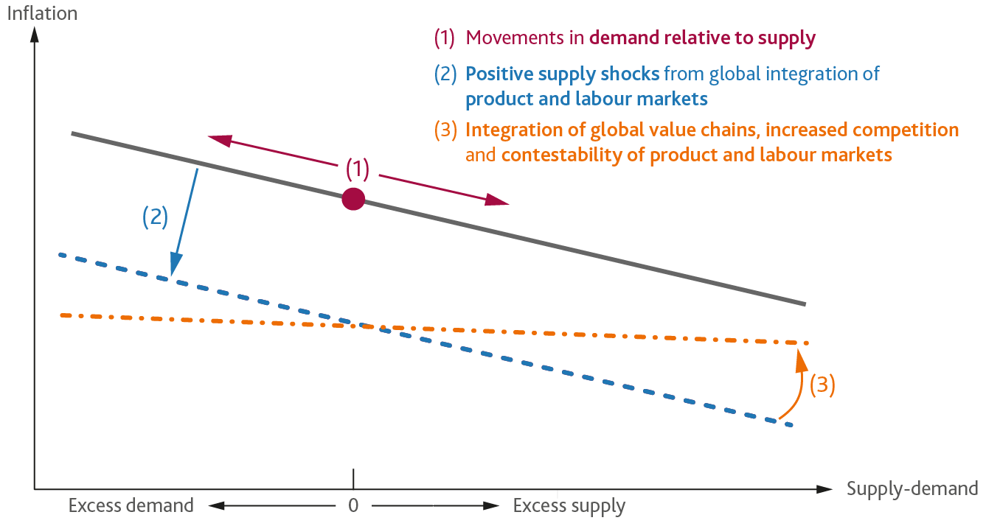 Inflation
(1) Movements in demand relative to supply
(2) Positive supply shocks from global integration of
product and labour markets
(3) Integration of global value chains, increased competition
and contestability of product and labour markets
(1)
(2)
(3)
Supply-demand
Excess demand 0 Excess supply